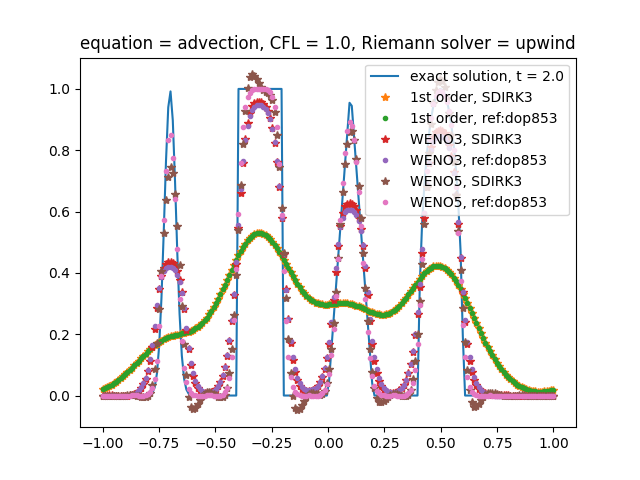 equation = advection, CFL = 1.0, Riemann solver = upwind
exact solution, t = 2.0
1st order, SDIRK3
1st order, ref:dop853
WENO3, SDIRK3
WENO3, ref:dop853
WENO5, SDIRK3
WENO5, ref:dop853
1.0
0.8
0.6
0.4
0.2
0.0
−1.00 −0.75 −0.50 −0.25 0.00 0.25 0.50 0.75 1.00